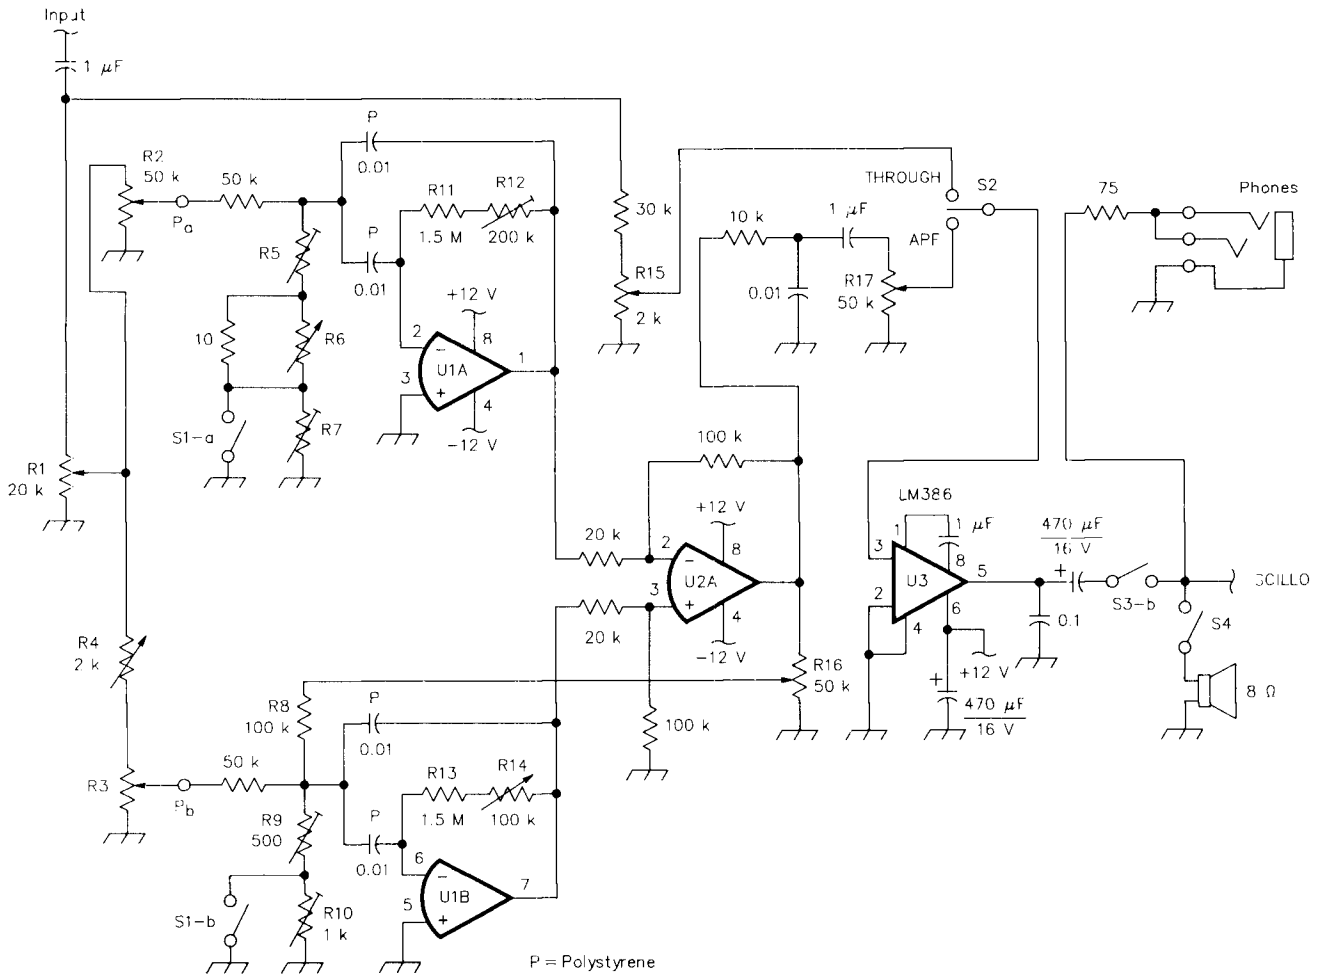 Input
1 μF
R2
50 k
50 k
Pa
P
0.01
R11
R12
1.5 M
200 k
P
0.01
R5
10
R6
R7
S1-a
R1
20 k
+12 V
2
8
1
U1A
3
4
-12 V
30 k
R15
2 k
10 k
1 μF
0.01
R17
50 k
THROUGH
S2
APF
75
Phones
100 k
20 k
2
+12 V
8
U2A
3
4
-12 V
20 k
100 k
R16
50 k
LM386
1
1 μF
3
8
U3
5
2
6
4
+12 V
+
470 μF
16 V
+
470 μF
16 V
S3-b
0.1
SCILLO
S4
8 Ω
R4
2 k
R3
Pb
50 k
R8
100 k
P
0.01
R13
R14
1.5 M
100 k
P
0.01
R9
500
S1-b
R10
1 k
6
7
U1B
5
P = Polystyrene